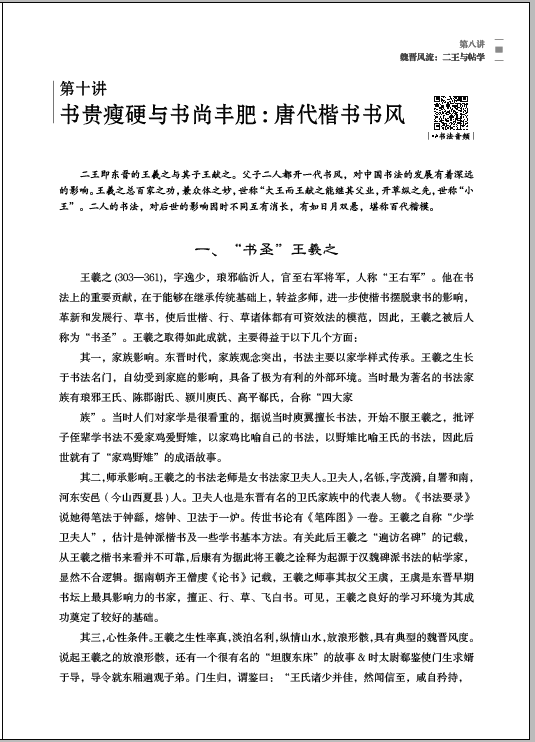 第八讲
魏晋风流：二王与帖学
第十讲
书贵瘦硬与书尚丰肥：唐代楷书书风
书法音频
二王即东晋的王羲之与其子王献之。父子二人都开一代书风，对中国书法的发展有着深远
的影响。王羲之总百家之功，兼众体之妙，世称“大王而王献之能继其父业，开草纵之先，世称“小
王”。二人的书法，对后世的影响因时不同互有消长，有如日月双悬，堪称百代楷模。
一、“书圣”王羲之
王羲之(303—361)，字逸少，琅邪临沂人，官至右军将军，人称“王右军”。他在书
法上的重要贡献，在于能够在继承传统基础上，转益多师，进一步使楷书摆脱隶书的影响，
革新和发展行、草书，使后世楷、行、草诸体都有可资效法的模范，因此，王羲之被后人
称为“书圣”。王羲之取得如此成就，主要得益于以下几个方面：
其一，家族影响。东晋时代，家族观念突出，书法主要以家学样式传承。王羲之生长
于书法名门，自幼受到家庭的影响，具备了极为有利的外部环境。当时最为著名的书法家
族有琅邪王氏、陈郡谢氏、颍川庾氏、高平郗氏，合称“四大家
族”。当时人们对家学是很看重的，据说当时庾翼擅长书法，开始不服王羲之，批评
子侄辈学书法不爱家鸡爱野雉，以家鸡比喻自己的书法，以野雉比喻王氏的书法，因此后
世就有了“家鸡野雉”的成语故事。
其二，师承影响。王羲之的书法老师是女书法家卫夫人。卫夫人，名铄，字茂漪，自署和南，
河东安邑（今山西夏县)人。卫夫人也是东晋有名的卫氏家族中的代表人物。《书法要录》
说她得笔法于钟繇，熔钟、卫法于一炉。传世书论有《笔阵图》一卷。王羲之自称“少学
卫夫人”，估计是钟派楷书及一些学书基本方法。有关此后王羲之“遍访名碑”的记载，
从王羲之楷书来看并不可靠，后康有为据此将王羲之诠释为起源于汉魏碑派书法的帖学家，
显然不合逻辑。据南朝齐王僧虔《论书》记载，王羲之师事其叔父王虞，王虞是东晋早期
书坛上最具影响力的书家，擅正、行、草、飞白书。可见，王羲之良好的学习环境为其成
功奠定了较好的基础。
其三，心性条件。王羲之生性率真，淡泊名利，纵情山水，放浪形骸，具有典型的魏晋风度。
说起王羲之的放浪形骸，还有一个很有名的“坦腹东床”的故事&时太尉郗鉴使门生求婿
于导，导令就东厢遍观子弟。门生归，谓鉴曰：“王氏诸少并佳，然闻信至，咸自矜持，